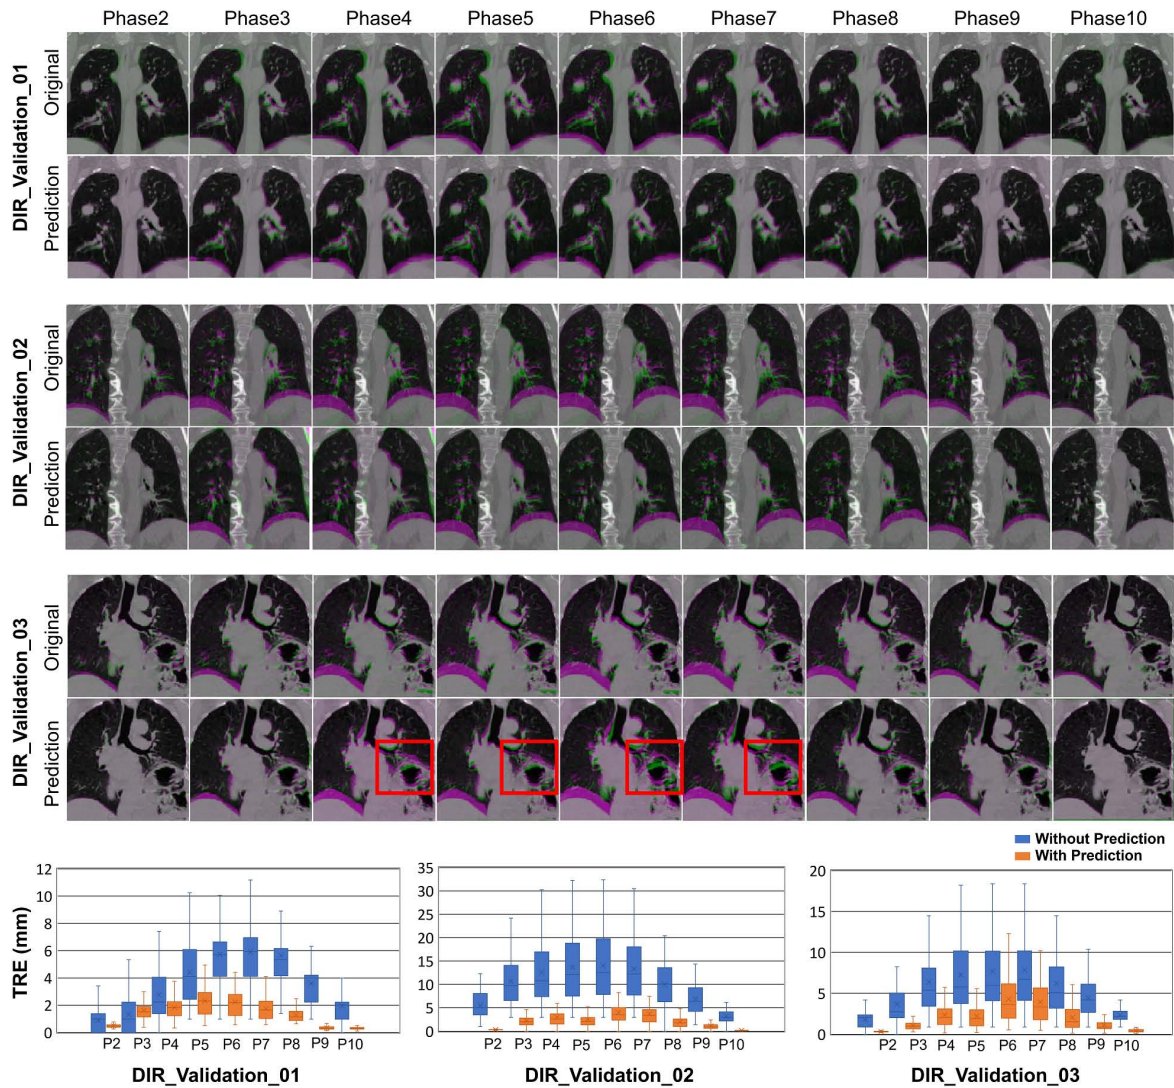 Phase2 Phase3 Phase4 Phase5 Phase6 Phase7 Phase8 Phase9 Phase10
DIR_Validation_01
Original
Prediction
DIR_Validation_02
Original
Prediction
DIR_Validation_03
Original
Prediction
Without Prediction
With Prediction
TRE (mm)
12
10
8
6
4
2
0
P2 P3 P4 P5 P6 P7 P8 P9 P10
DIR_Validation_01
35
30
25
20
15
10
5
0
P2 P3 P4 P5 P6 P7 P8 P9 P10
DIR_Validation_02
20
15
10
5
0
P2 P3 P4 P5 P6 P7 P8 P9 P10
DIR_Validation_03